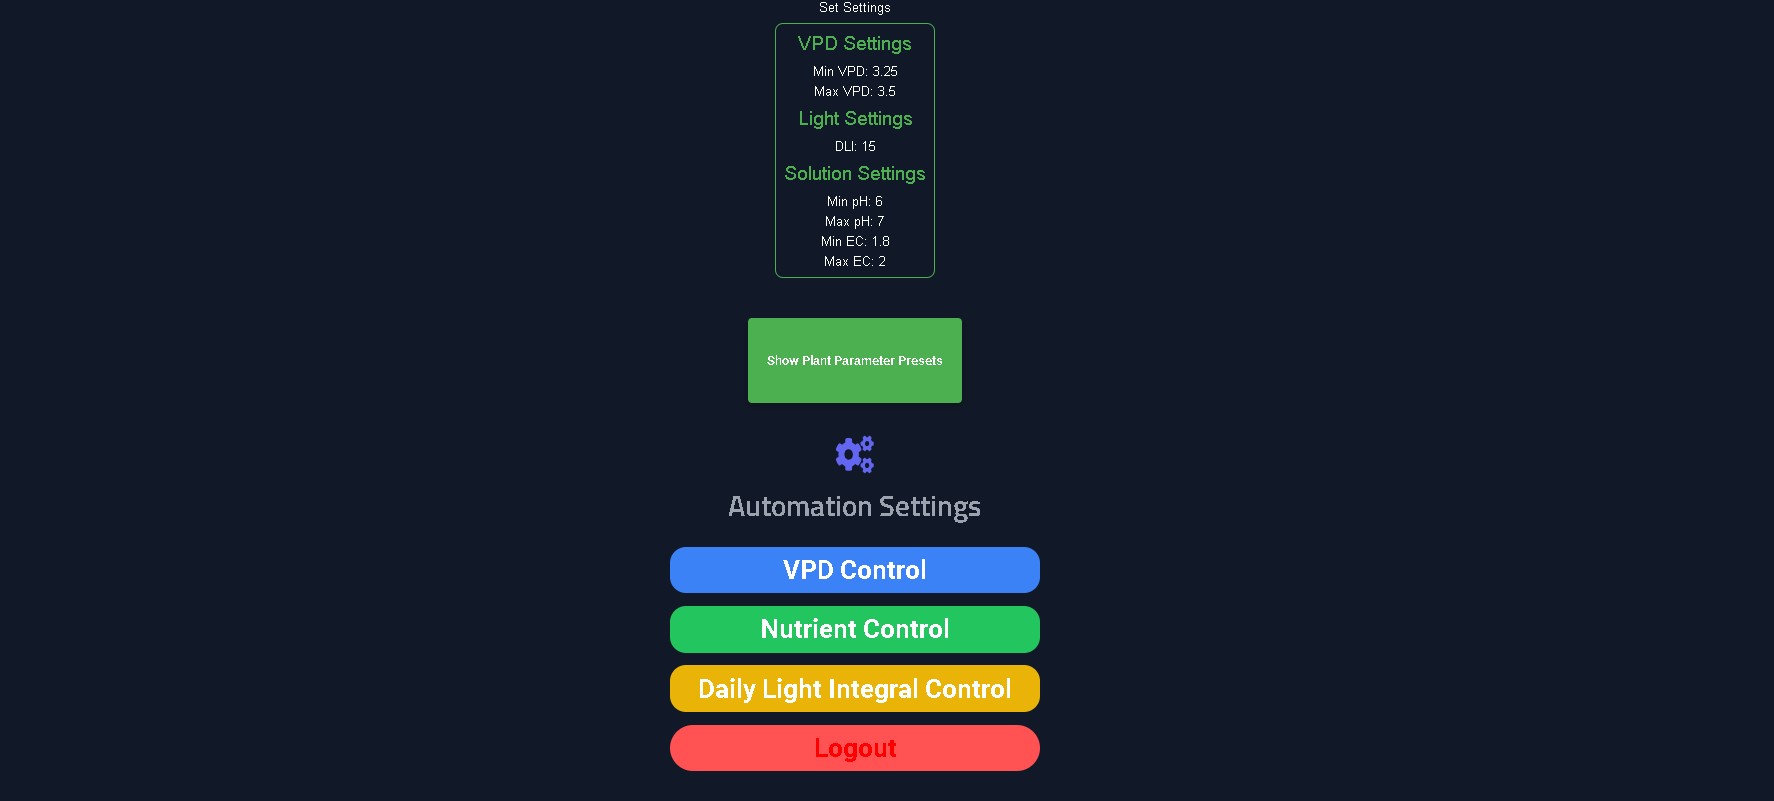 Set Settings
VPD Settings
Min VPD: 3.25
Max VPD: 3.5
Light Settings
DLI: 15
Solution Settings
Min pH: 6
Max pH: 7
Min EC: 1.8
Max EC: 2
Show Plant Parameter Presets
Automation Settings
VPD Control
Nutrient Control
Daily Light Integral Control
Logout